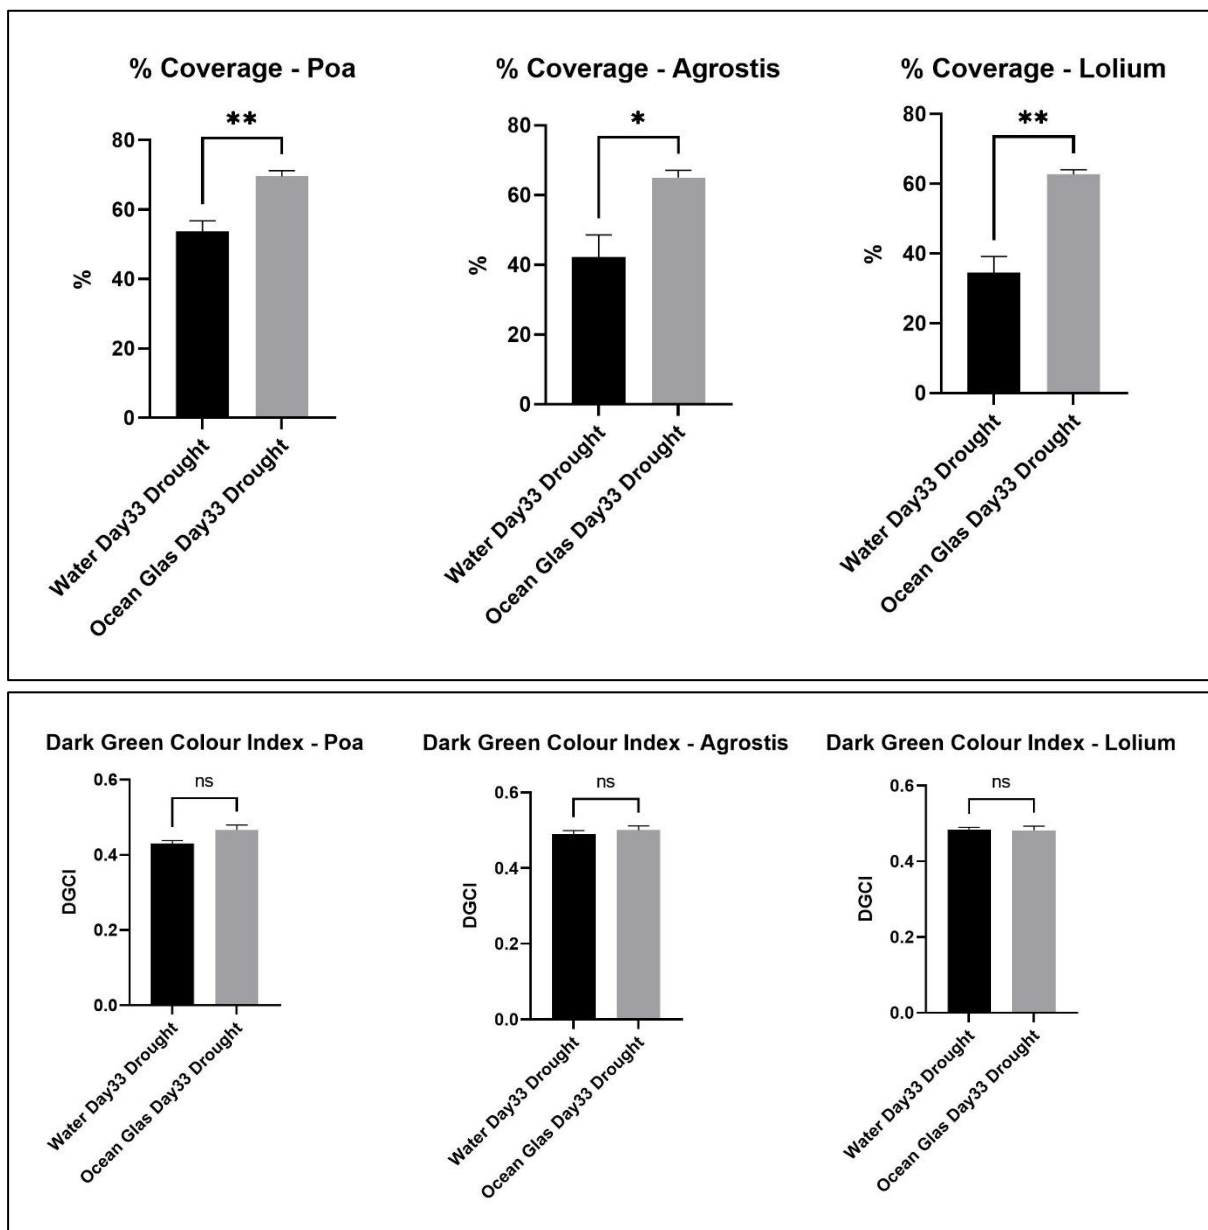 % Coverage - Poa
**
80
60
40
20
0
%
Water Day33 Drought
Ocean Glas Day33 Drought
% Coverage - Agrostis
*
80
60
40
20
0
%
Water Day33 Drought
Ocean Glas Day33 Drought
% Coverage - Lolium
**
80
60
40
20
0
%
Water Day33 Drought
Ocean Glas Day33 Drought
Dark Green Colour Index - Poa
ns
0.6
0.4
0.2
0.0
DGCI
Water Day33 Drought
Ocean Glas Day33 Drought
Dark Green Colour Index - Agrostis
ns
0.6
0.4
0.2
0.0
DGCI
Water Day33 Drought
Ocean Glas Day33 Drought
Dark Green Colour Index - Lolium
ns
0.6
0.4
0.2
0.0
DGCI
Water Day33 Drought
Ocean Glas Day33 Drought